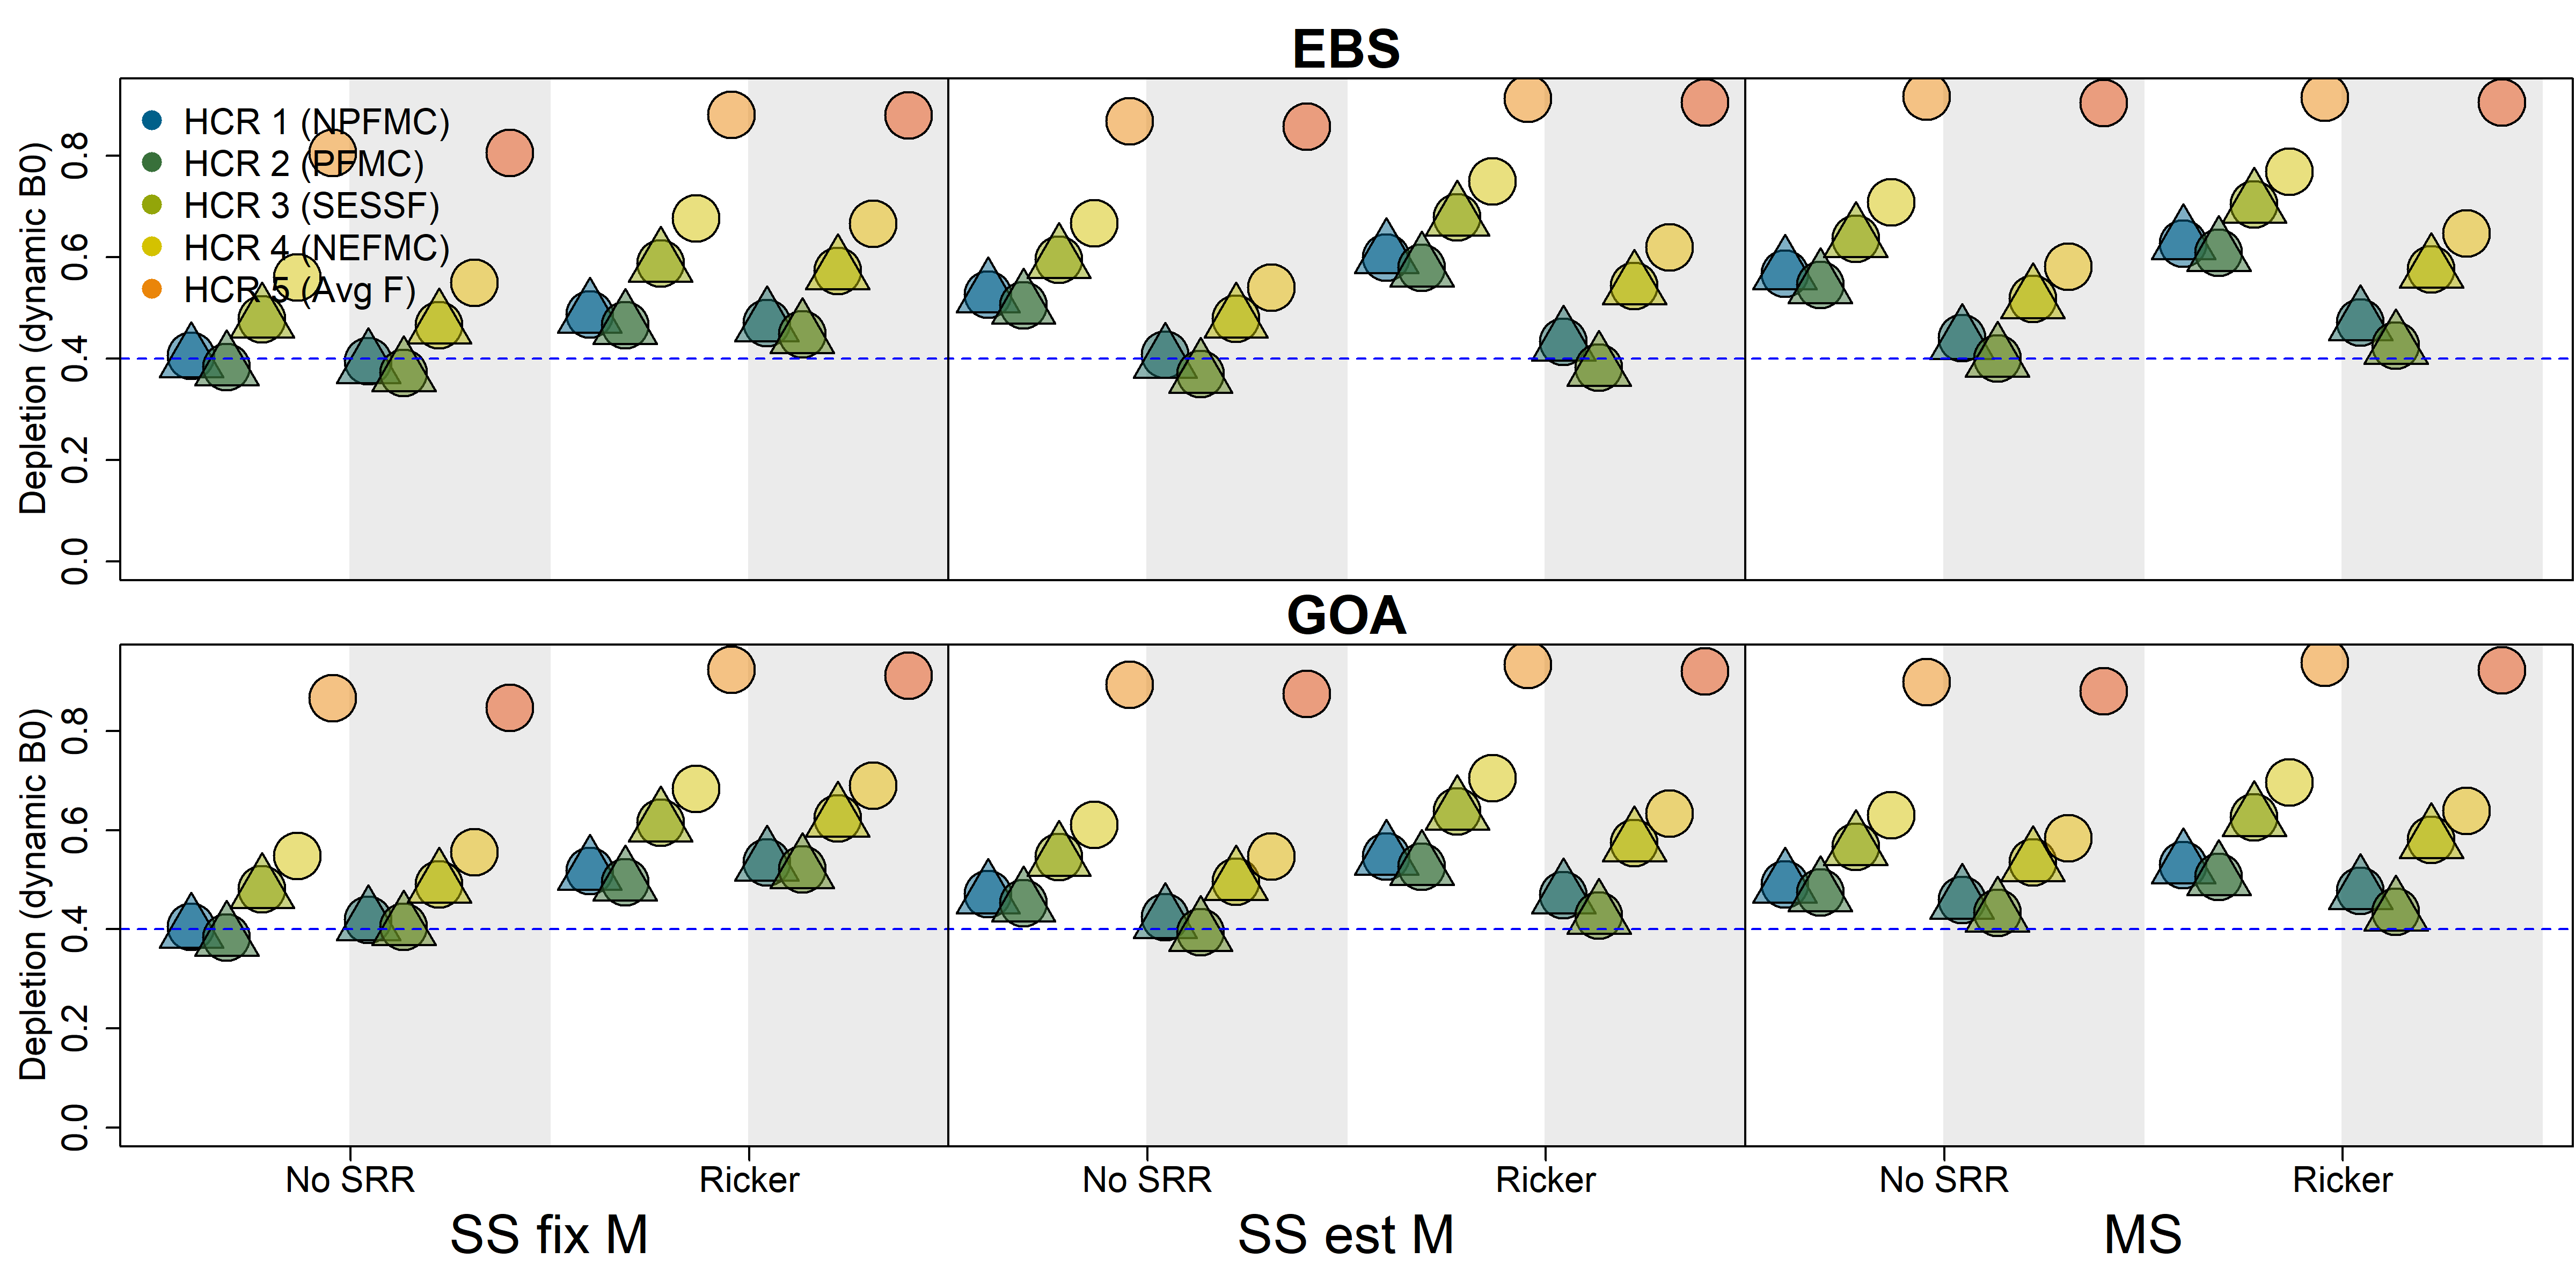 EBS
Depletion (dynamic B0)
0.8
0.6
0.4
0.2
0.0
HCR 1 (NPFMC)
HCR 2 (PFMC)
HCR 3 (SESSF)
HCR 4 (NEFMC)
HCR 5 (Avg F)
GOA
Depletion (dynamic B0)
0.8
0.6
0.4
0.2
0.0
No SRR Ricker No SRR Ricker No SRR Ricker
SS fix M SS est M MS